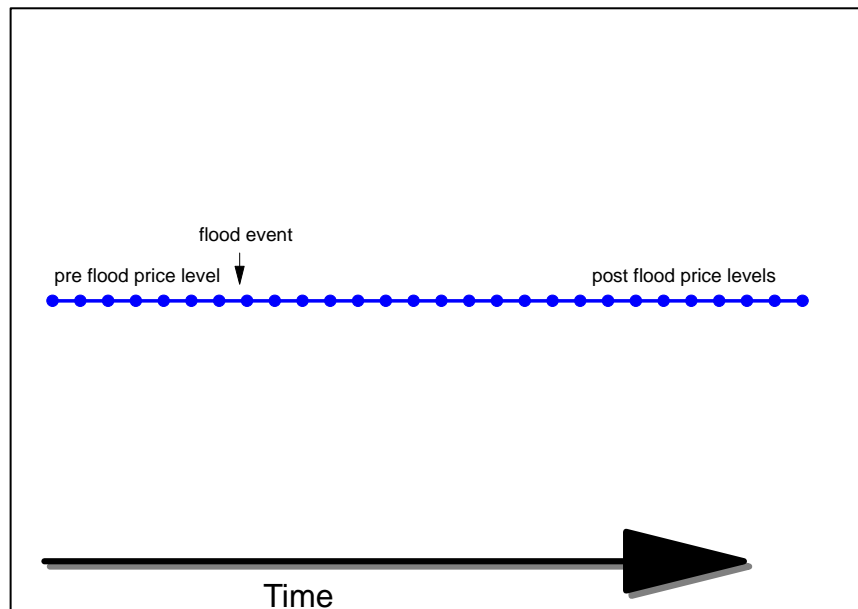 flood event
pre flood price level
post flood price levels
Time